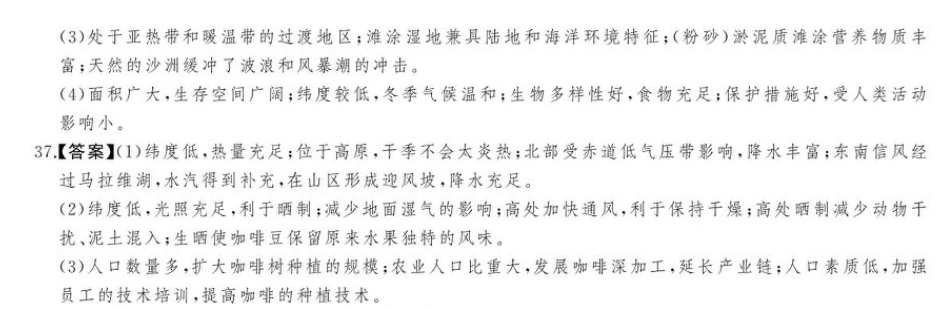 (3)处于亚热带和暖温带的过渡地区;滩涂湿地兼具陆地和海洋环境特征;(粉砂)淤泥质滩涂营养物质丰
富;天然的沙洲缓冲了波浪和风暴潮的冲击。
(4)面积广大,生存空间广阔;纬度较低,冬季气候温和;生物多样性好,食物充足;保护措施好,受人类活动
影响小。
37.【答案】(1)纬度低,热量充足;位于高原,干季不会太炎热;北部受赤道低气压带影响,降水丰富;东南信风经
过马拉维湖,水汽得到补充,在山区形成迎风坡,降水充足。
(2)纬度低,光照充足,利于晒制;减少地面湿气的影响;高处加快通风,利于保持干燥;高处晒制减少动物干
扰、泥土混入;生晒使咖啡豆保留原来水果独特的风味。
(3)人口数量多,扩大咖啡树种植的规模;农业人口比重大,发展咖啡深加工,延长产业链;人口素质低,加强
员工的技术培训,提高咖啡的种植技术。